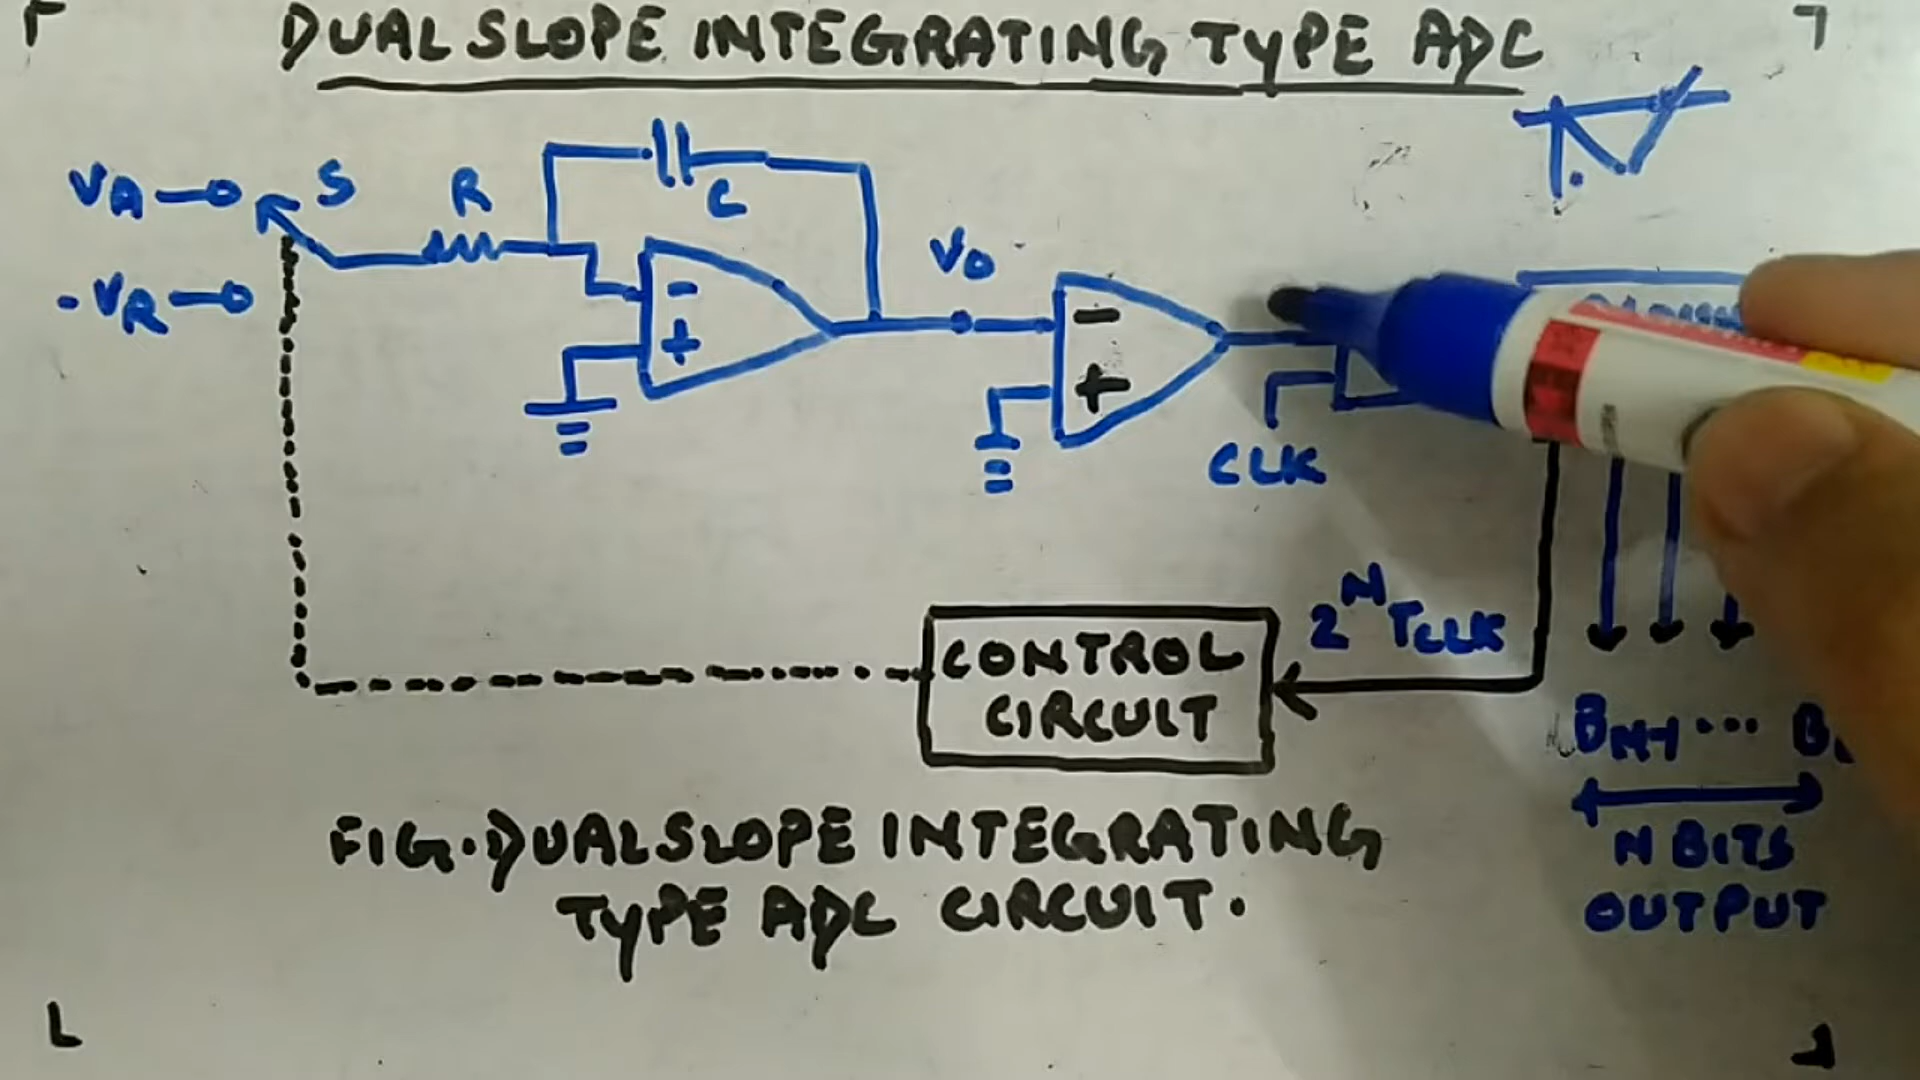 DUAL SLOPE INTEGRATING TYPE ADC
VA
S
R
C
VO
-VR
-
+
-
+
CLK
2^N TCLK
CONTROL
CIRCUIT
BN-1 ...
N BITS
OUTPUT
FIG. DUAL SLOPE INTEGRATING
TYPE ADC CIRCUIT.